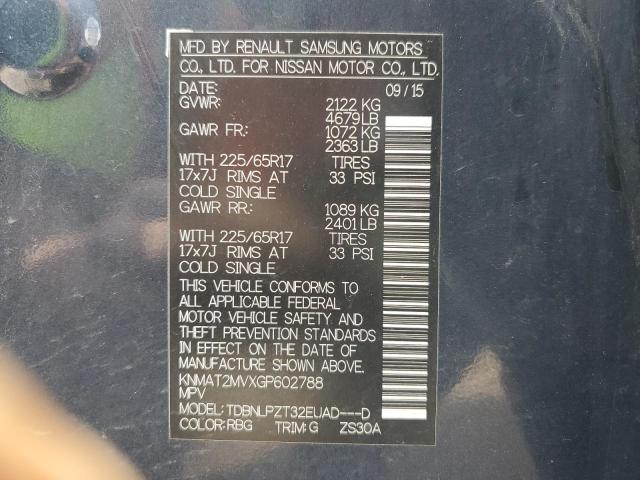 MFD BY RENAULT SAMSUNG MOTORS
CO., LTD. FOR NISSAN MOTOR CO., LTD.
DATE: 09/15
GVWR: 2122 KG
4679 LB
GAWR FR: 1072 KG
2363 LB
WITH 225/65R17 TIRES
17x7J RIMS AT 33 PSI
COLD SINGLE
GAWR RR: 1089 KG
2401 LB
WITH 225/65R17 TIRES
17x7J RIMS AT 33 PSI
COLD SINGLE
THIS VEHICLE CONFORMS TO
ALL APPLICABLE FEDERAL
MOTOR VEHICLE SAFETY AND
THEFT PREVENTION STANDARDS
IN EFFECT ON THE DATE OF
MANUFACTURE SHOWN ABOVE.
KNMAT2MVXGP602788
MPV
MODEL: TDBNLPZT32EUAD---D
COLOR: RBG TRIM: G ZS30A